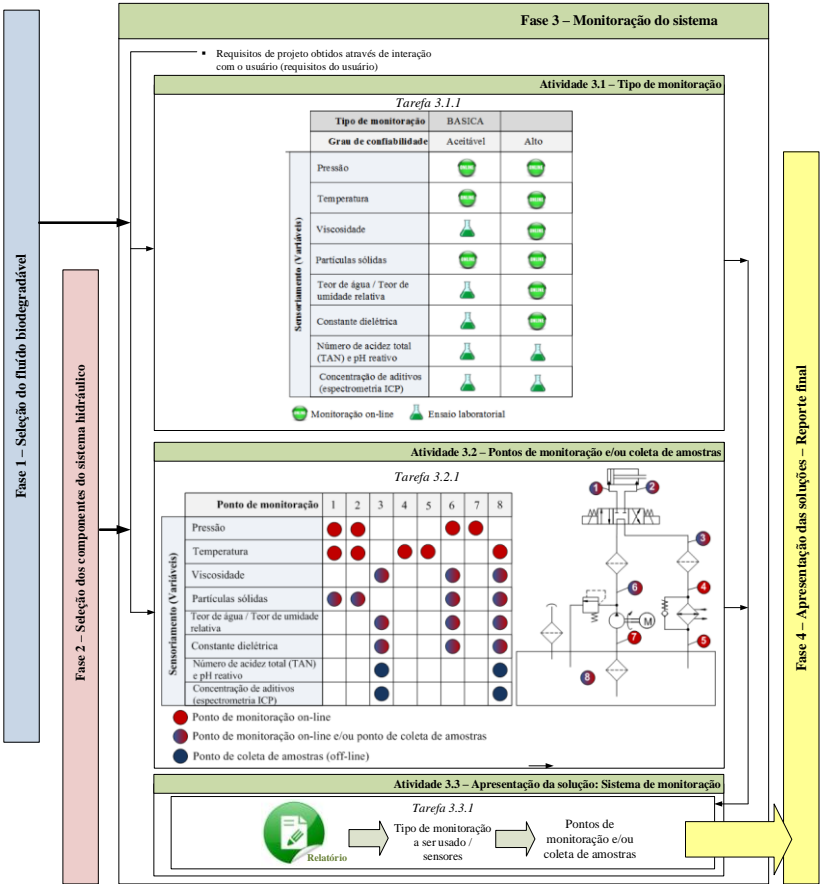 Fase 3 – Monitoração do sistema
▪ Requisitos de projeto obtidos através de interação
com o usuário (requisitos do usuário)
Atividade 3.1 – Tipo de monitoração
Tarefa 3.1.1
Tipo de monitoração BASICA
Grau de confiabilidade Aceitável Alto
Sensoriamento (Variáveis)
Pressão
Temperatura
Viscosidade
Partículas sólidas
Teor de água / Teor de
umidade relativa
Constante dielétrica
Número de acidez total
(TAN) e pH reativo
Concentração de aditivos
(espectrometria ICP)
Monitoração on-line Ensaio laboratorial
Atividade 3.2 – Pontos de monitoração e/ou coleta de amostras
Tarefa 3.2.1
Ponto de monitoração 1 2 3 4 5 6 7 8
Sensoriamento (Variáveis)
Pressão
Temperatura
Viscosidade
Partículas sólidas
Teor de água / Teor de umidade
relativa
Constante dielétrica
Número de acidez total (TAN)
e pH reativo
Concentração de aditivos
(espectrometria ICP)
Ponto de monitoração on-line
Ponto de monitoração on-line e/ou ponto de coleta de amostras
Ponto de coleta de amostras (off-line)
1
2
3
6
4
M
7
5
8
Atividade 3.3 – Apresentação da solução: Sistema de monitoração
Tarefa 3.3.1
Relatório
Tipo de monitoração
a ser usado /
sensores
Pontos de
monitoração e/ou
coleta de amostras
Fase 1 – Seleção do fluído biodegradável
Fase 2 – Seleção dos componentes do sistema hidráulico
Fase 4 – Apresentação das soluções – Reporte final